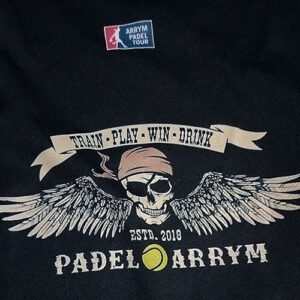 ARRYM
PADEL
TOUR
TRAIN • PLAY • WIN • DRINK
ESTD. 2018
PADEL ARRYM